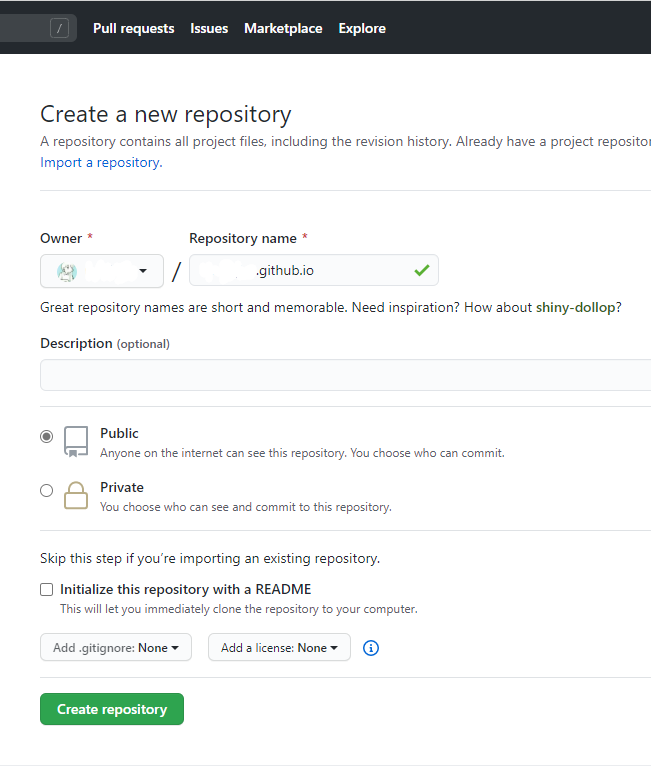 / Pull requests Issues Marketplace Explore
Create a new repository
A repository contains all project files, including the revision history. Already have a project
Import a repository.
Owner * Repository name *
/ .github.io
Great repository names are short and memorable. Need inspiration? How about shiny-dollop?
Description (optional)
Public
Anyone on the internet can see this repository. You choose who can commit.
Private
You choose who can see and commit to this repository.
Skip this step if you're importing an existing repository.
Initialize this repository with a README
This will let you immediately clone the repository to your computer.
Add .gitignore: None Add a license: None
Create repository